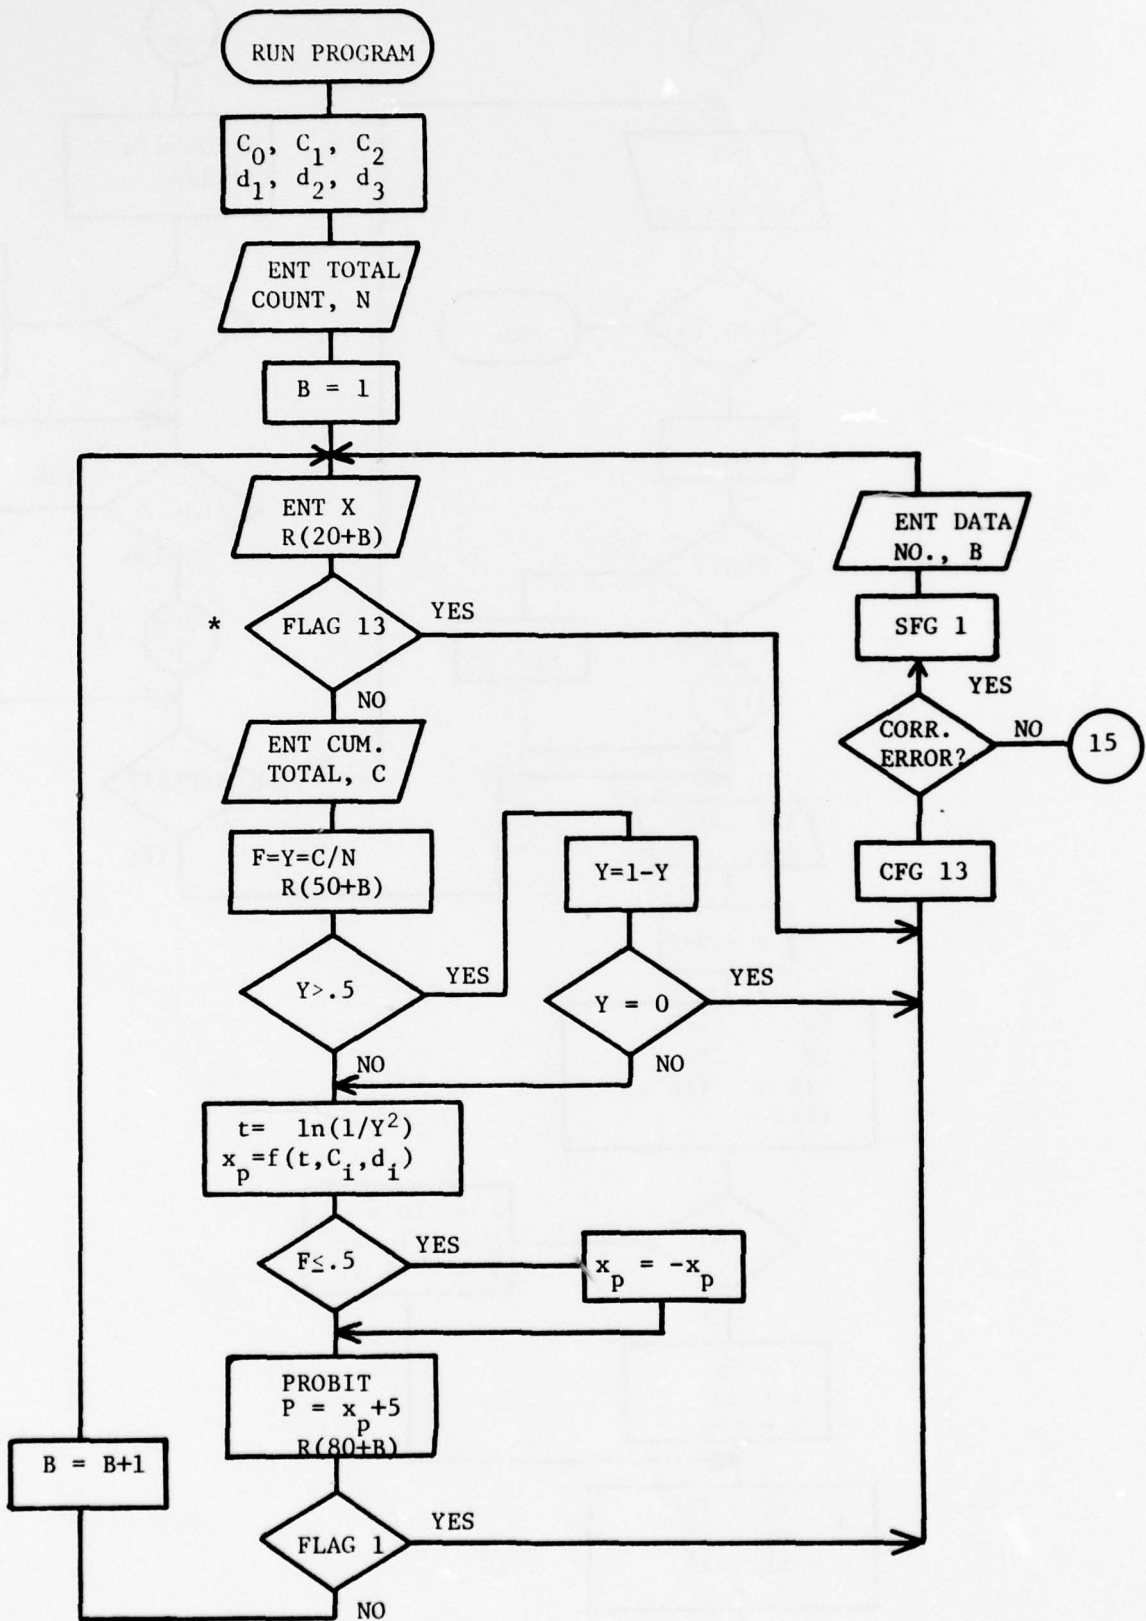 RUN PROGRAM
C0, C1, C2
d1, d2, d3
ENT TOTAL
COUNT, N
B = 1
ENT X
R(20+B)
*
FLAG 13
YES
NO
ENT CUM.
TOTAL, C
F=Y=C/N
R(50+B)
Y>.5
YES
NO
Y=1-Y
Y = 0
YES
NO
t= ln(1/Y²)
xp=f(t,Ci,di)
F≤.5
YES
xp = -xp
PROBIT
P = xp+5
R(80+B)
FLAG 1
YES
NO
B = B+1
ENT DATA
NO., B
SFG 1
YES
CORR.
ERROR?
NO
15
CFG 13